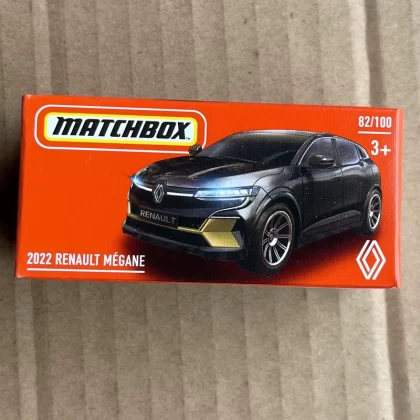 MATCHBOX
82/100
3+
RENAULT
2022 RENAULT MÉGANE